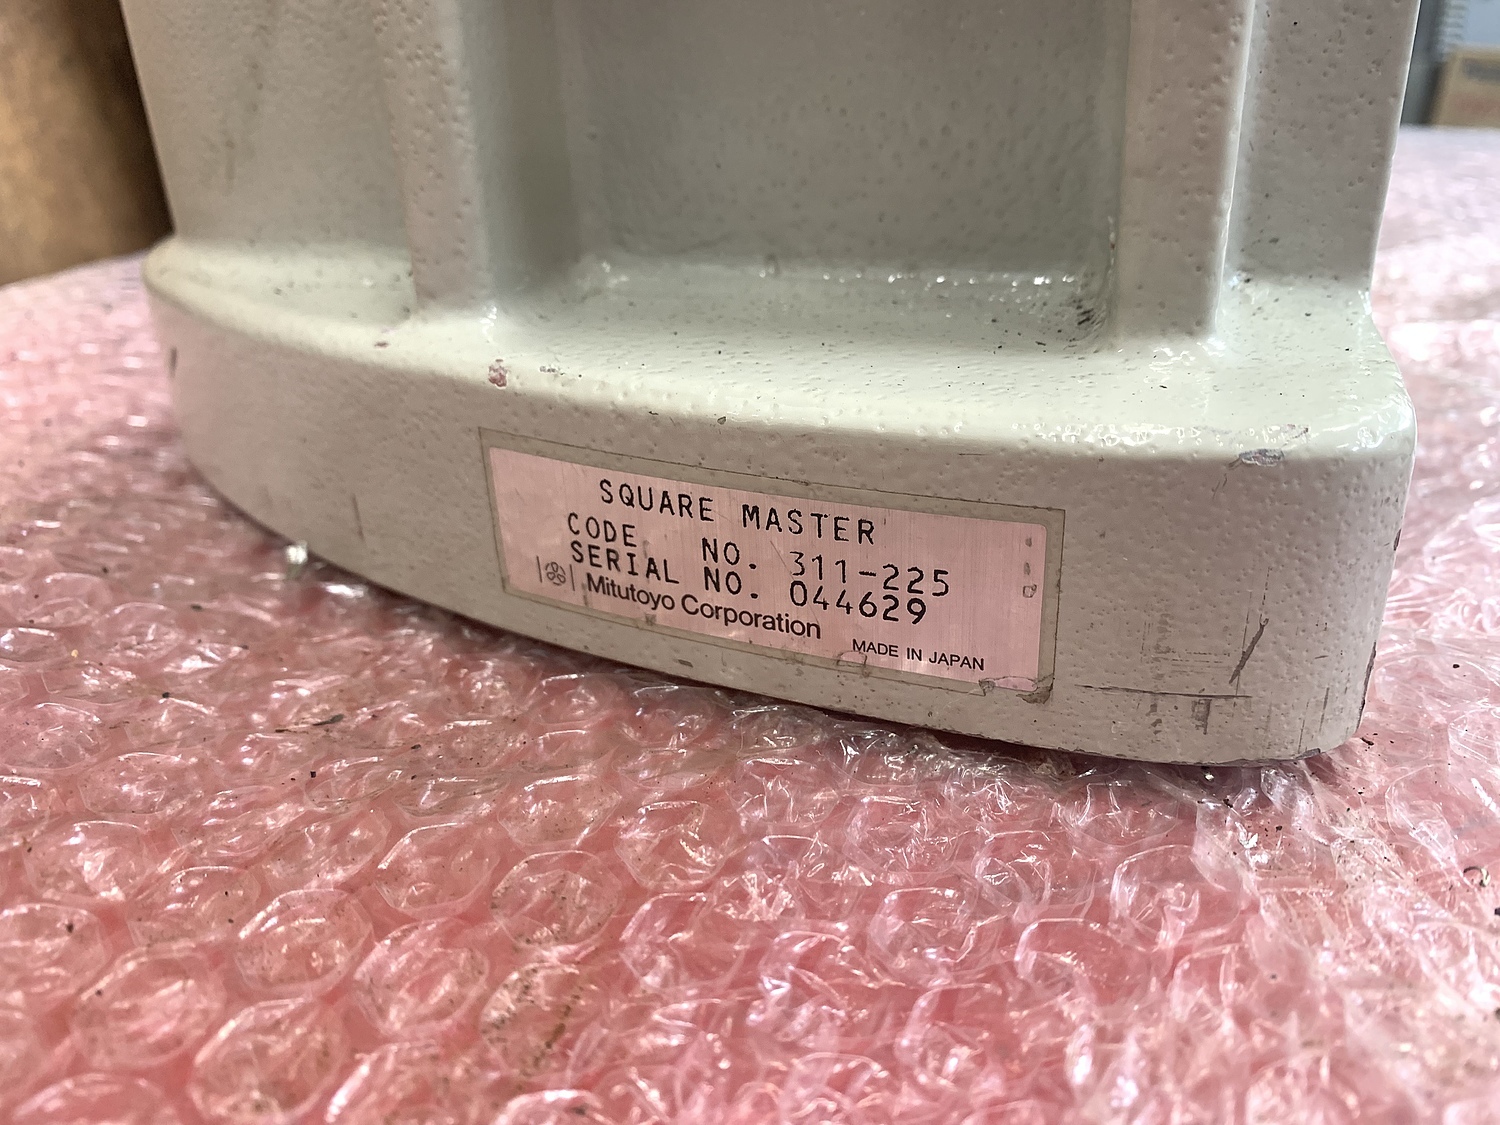 SQUARE MASTER
CODE NO. 311-225
SERIAL NO. 044629
Mitutoyo Corporation
MADE IN JAPAN